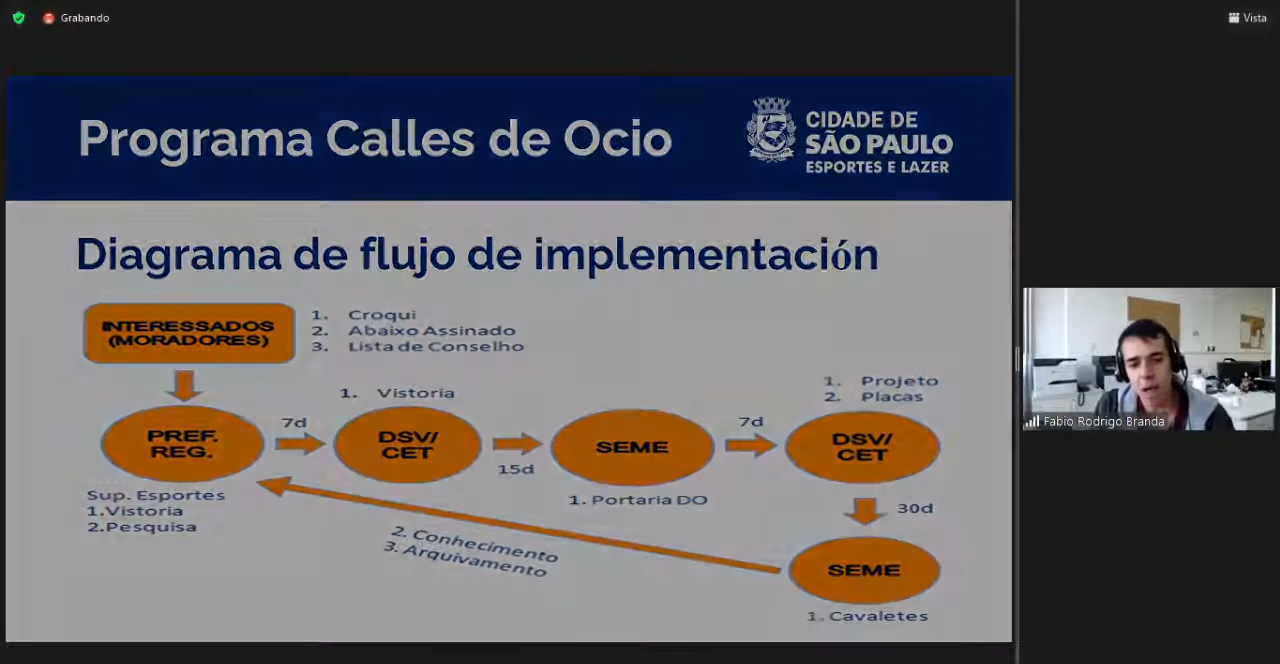 Grabando
Vista
Programa Calles de Ocio
CIDADE DE
SÃO PAULO
ESPORTES E LAZER
Diagrama de flujo de implementación
INTERESSADOS
(MORADORES)
1. Croqui
2. Abaixo Assinado
3. Lista de Conselho
PREF.
REG.
7d
1. Vistoria
DSV/
CET
15d
SEME
7d
1. Projeto
2. Placas
DSV/
CET
Sup. Esportes
1.Vistoria
2.Pesquisa
1. Portaria DO
30d
2. Conhecimento
3. Arquivamento
SEME
1. Cavaletes
Fabio Rodrigo Branda